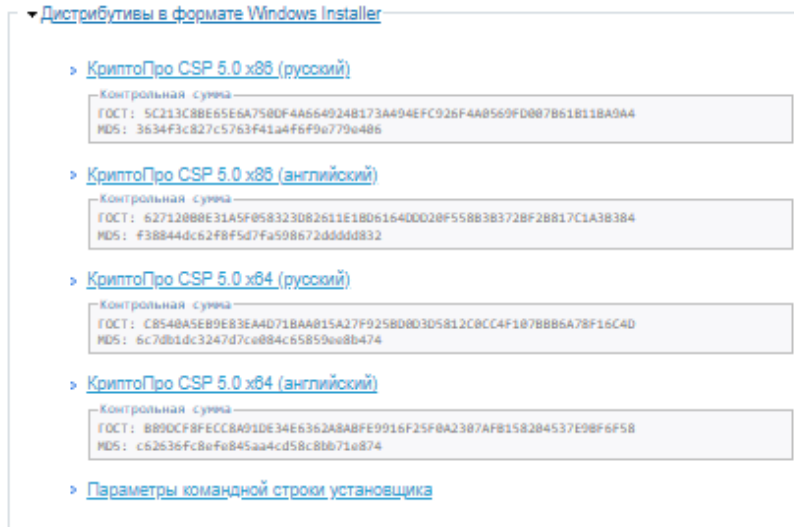 Дистрибутивы в формате Windows Installer
КриптоПро CSP 5.0 x86 (русский)
Контрольная сумма
ГОСТ: 5C213C8BE65E6A750DF4A664924B173A494EFC926F4A0569FD007B61B11BA9A4
MD5: 3634f3c827c5763f41a4f6f9e779e406
КриптоПро CSP 5.0 x86 (английский)
Контрольная сумма
ГОСТ: 627120B0E31A5F058323D82611E1BD6164DDD20F558B3B372BF2B817C1A3B384
MD5: f38844dc62f8f5d7fa598672ddddd832
КриптоПро CSP 5.0 x64 (русский)
Контрольная сумма
ГОСТ: C8540A5EB9E83EA4D71BAA015A27F925BD0D3D5812C0CC4F107BBB6A78F16C4D
MD5: 6c7db1dc3247d7ce084c65859ee8b474
КриптоПро CSP 5.0 x64 (английский)
Контрольная сумма
ГОСТ: B89DCF8FECC8A91DE34E6362A8ABFE9916F25F0A2307AFB158204537E9BF6F58
MD5: c62636fc8efe845aa4cd58c8bb71e874
Параметры командной строки установщика